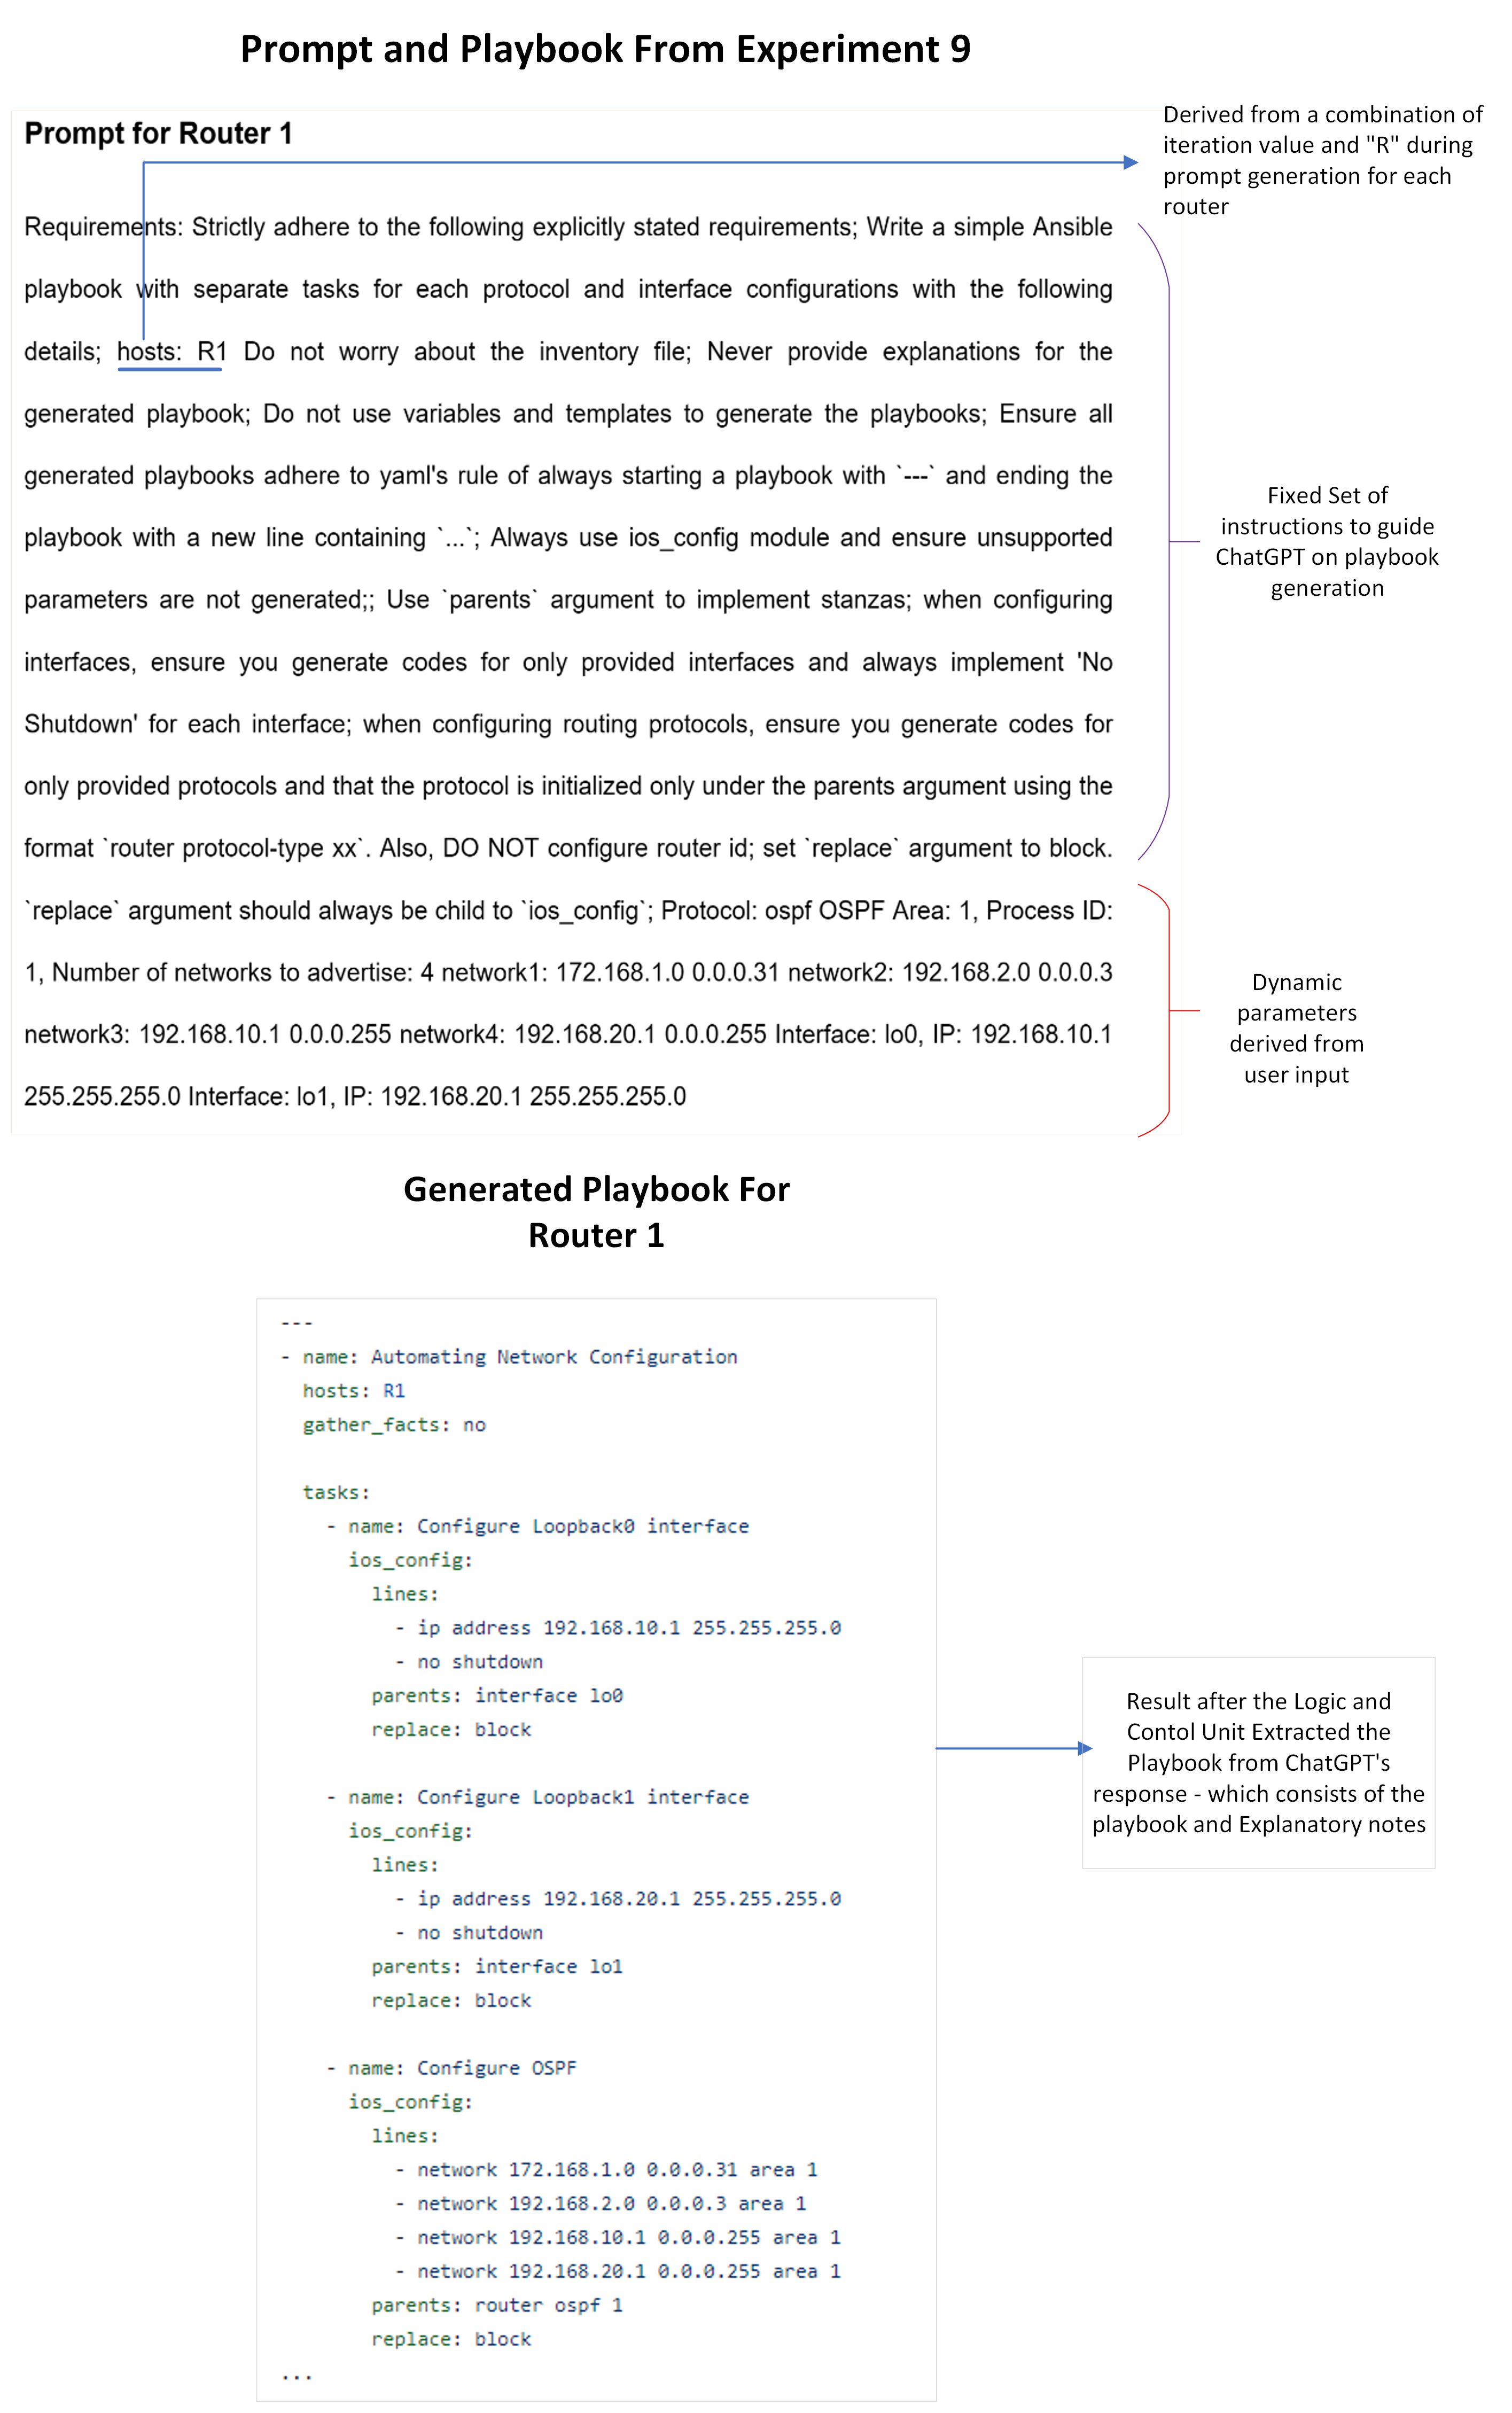 Prompt and Playbook From Experiment 9
Prompt for Router 1
Derived from a combination of
iteration value and "R" during
prompt generation for each
router
Requirements: Strictly adhere to the following explicitly stated requirements; Write a simple Ansible
playbook with separate tasks for each protocol and interface configurations with the following
details; hosts: R1 Do not worry about the inventory file; Never provide explanations for the
generated playbook; Do not use variables and templates to generate the playbooks; Ensure all
generated playbooks adhere to yaml's rule of always starting a playbook with `---` and ending the
playbook with a new line containing `...`; Always use ios_config module and ensure unsupported
parameters are not generated;; Use `parents` argument to implement stanzas; when configuring
interfaces, ensure you generate codes for only provided interfaces and always implement 'No
Shutdown' for each interface; when configuring routing protocols, ensure you generate codes for
only provided protocols and that the protocol is initialized only under the parents argument using the
format `router protocol-type xx`. Also, DO NOT configure router id; set `replace` argument to block.
`replace` argument should always be child to `ios_config`; Protocol: ospf OSPF Area: 1, Process ID:
1, Number of networks to advertise: 4 network1: 172.168.1.0 0.0.0.31 network2: 192.168.2.0 0.0.0.3
network3: 192.168.10.1 0.0.0.255 network4: 192.168.20.1 0.0.0.255 Interface: lo0, IP: 192.168.10.1
255.255.255.0 Interface: lo1, IP: 192.168.20.1 255.255.255.0
Fixed Set of
instructions to guide
ChatGPT on playbook
generation
Dynamic
parameters
derived from
user input
Generated Playbook For
Router 1
---
- name: Automating Network Configuration
  hosts: R1
  gather_facts: no
  tasks:
    - name: Configure Loopback0 interface
      ios_config:
        lines:
          - ip address 192.168.10.1 255.255.255.0
          - no shutdown
        parents: interface lo0
        replace: block
    - name: Configure Loopback1 interface
      ios_config:
        lines:
          - ip address 192.168.20.1 255.255.255.0
          - no shutdown
        parents: interface lo1
        replace: block
    - name: Configure OSPF
      ios_config:
        lines:
          - network 172.168.1.0 0.0.0.31 area 1
          - network 192.168.2.0 0.0.0.3 area 1
          - network 192.168.10.1 0.0.0.255 area 1
          - network 192.168.20.1 0.0.0.255 area 1
        parents: router ospf 1
        replace: block
...
Result after the Logic and
Contol Unit Extracted the
Playbook from ChatGPT's
response - which consists of the
playbook and Explanatory notes